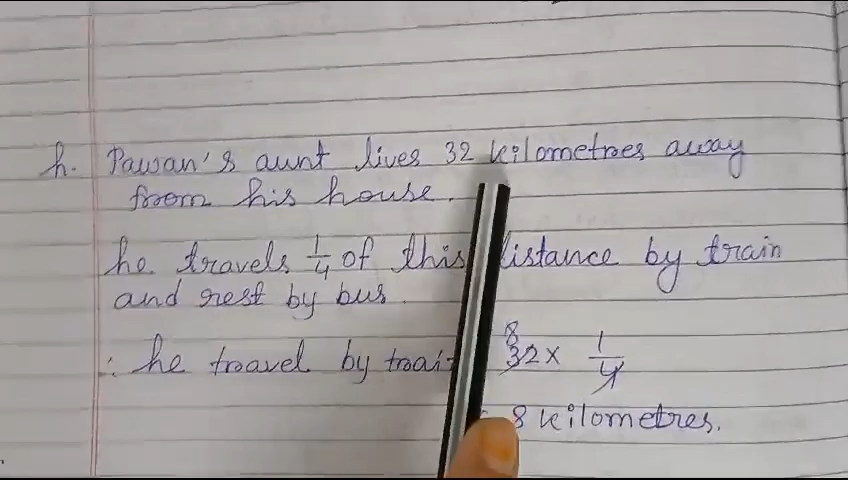 h. Pawan's aunt lives 32 kilometres away
from his house.
he travels 1/4 of this distance by train
and rest by bus.
∴ he travel by train 32 x 1/4
8
= 8 kilometres.